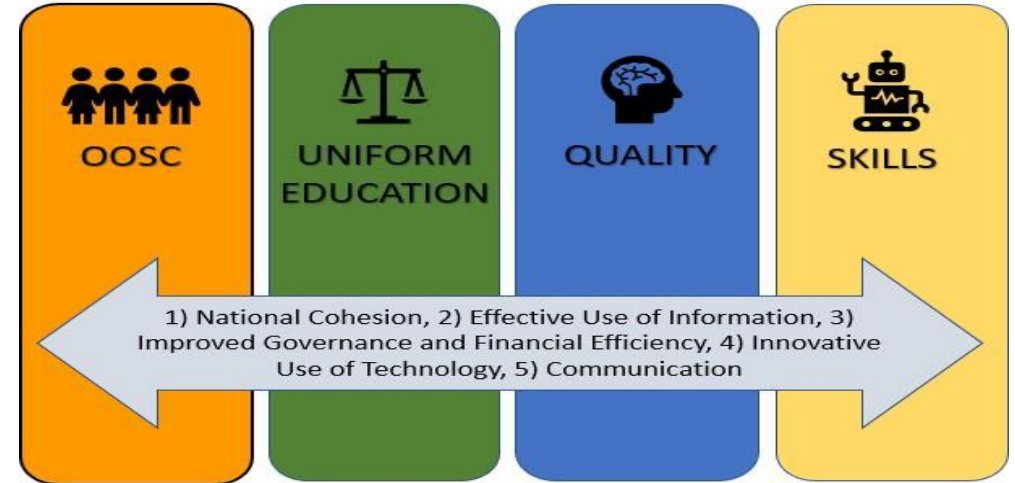 OOSC
UNIFORM
EDUCATION
QUALITY
SKILLS
1) National Cohesion, 2) Effective Use of Information, 3)
Improved Governance and Financial Efficiency, 4) Innovative
Use of Technology, 5) Communication